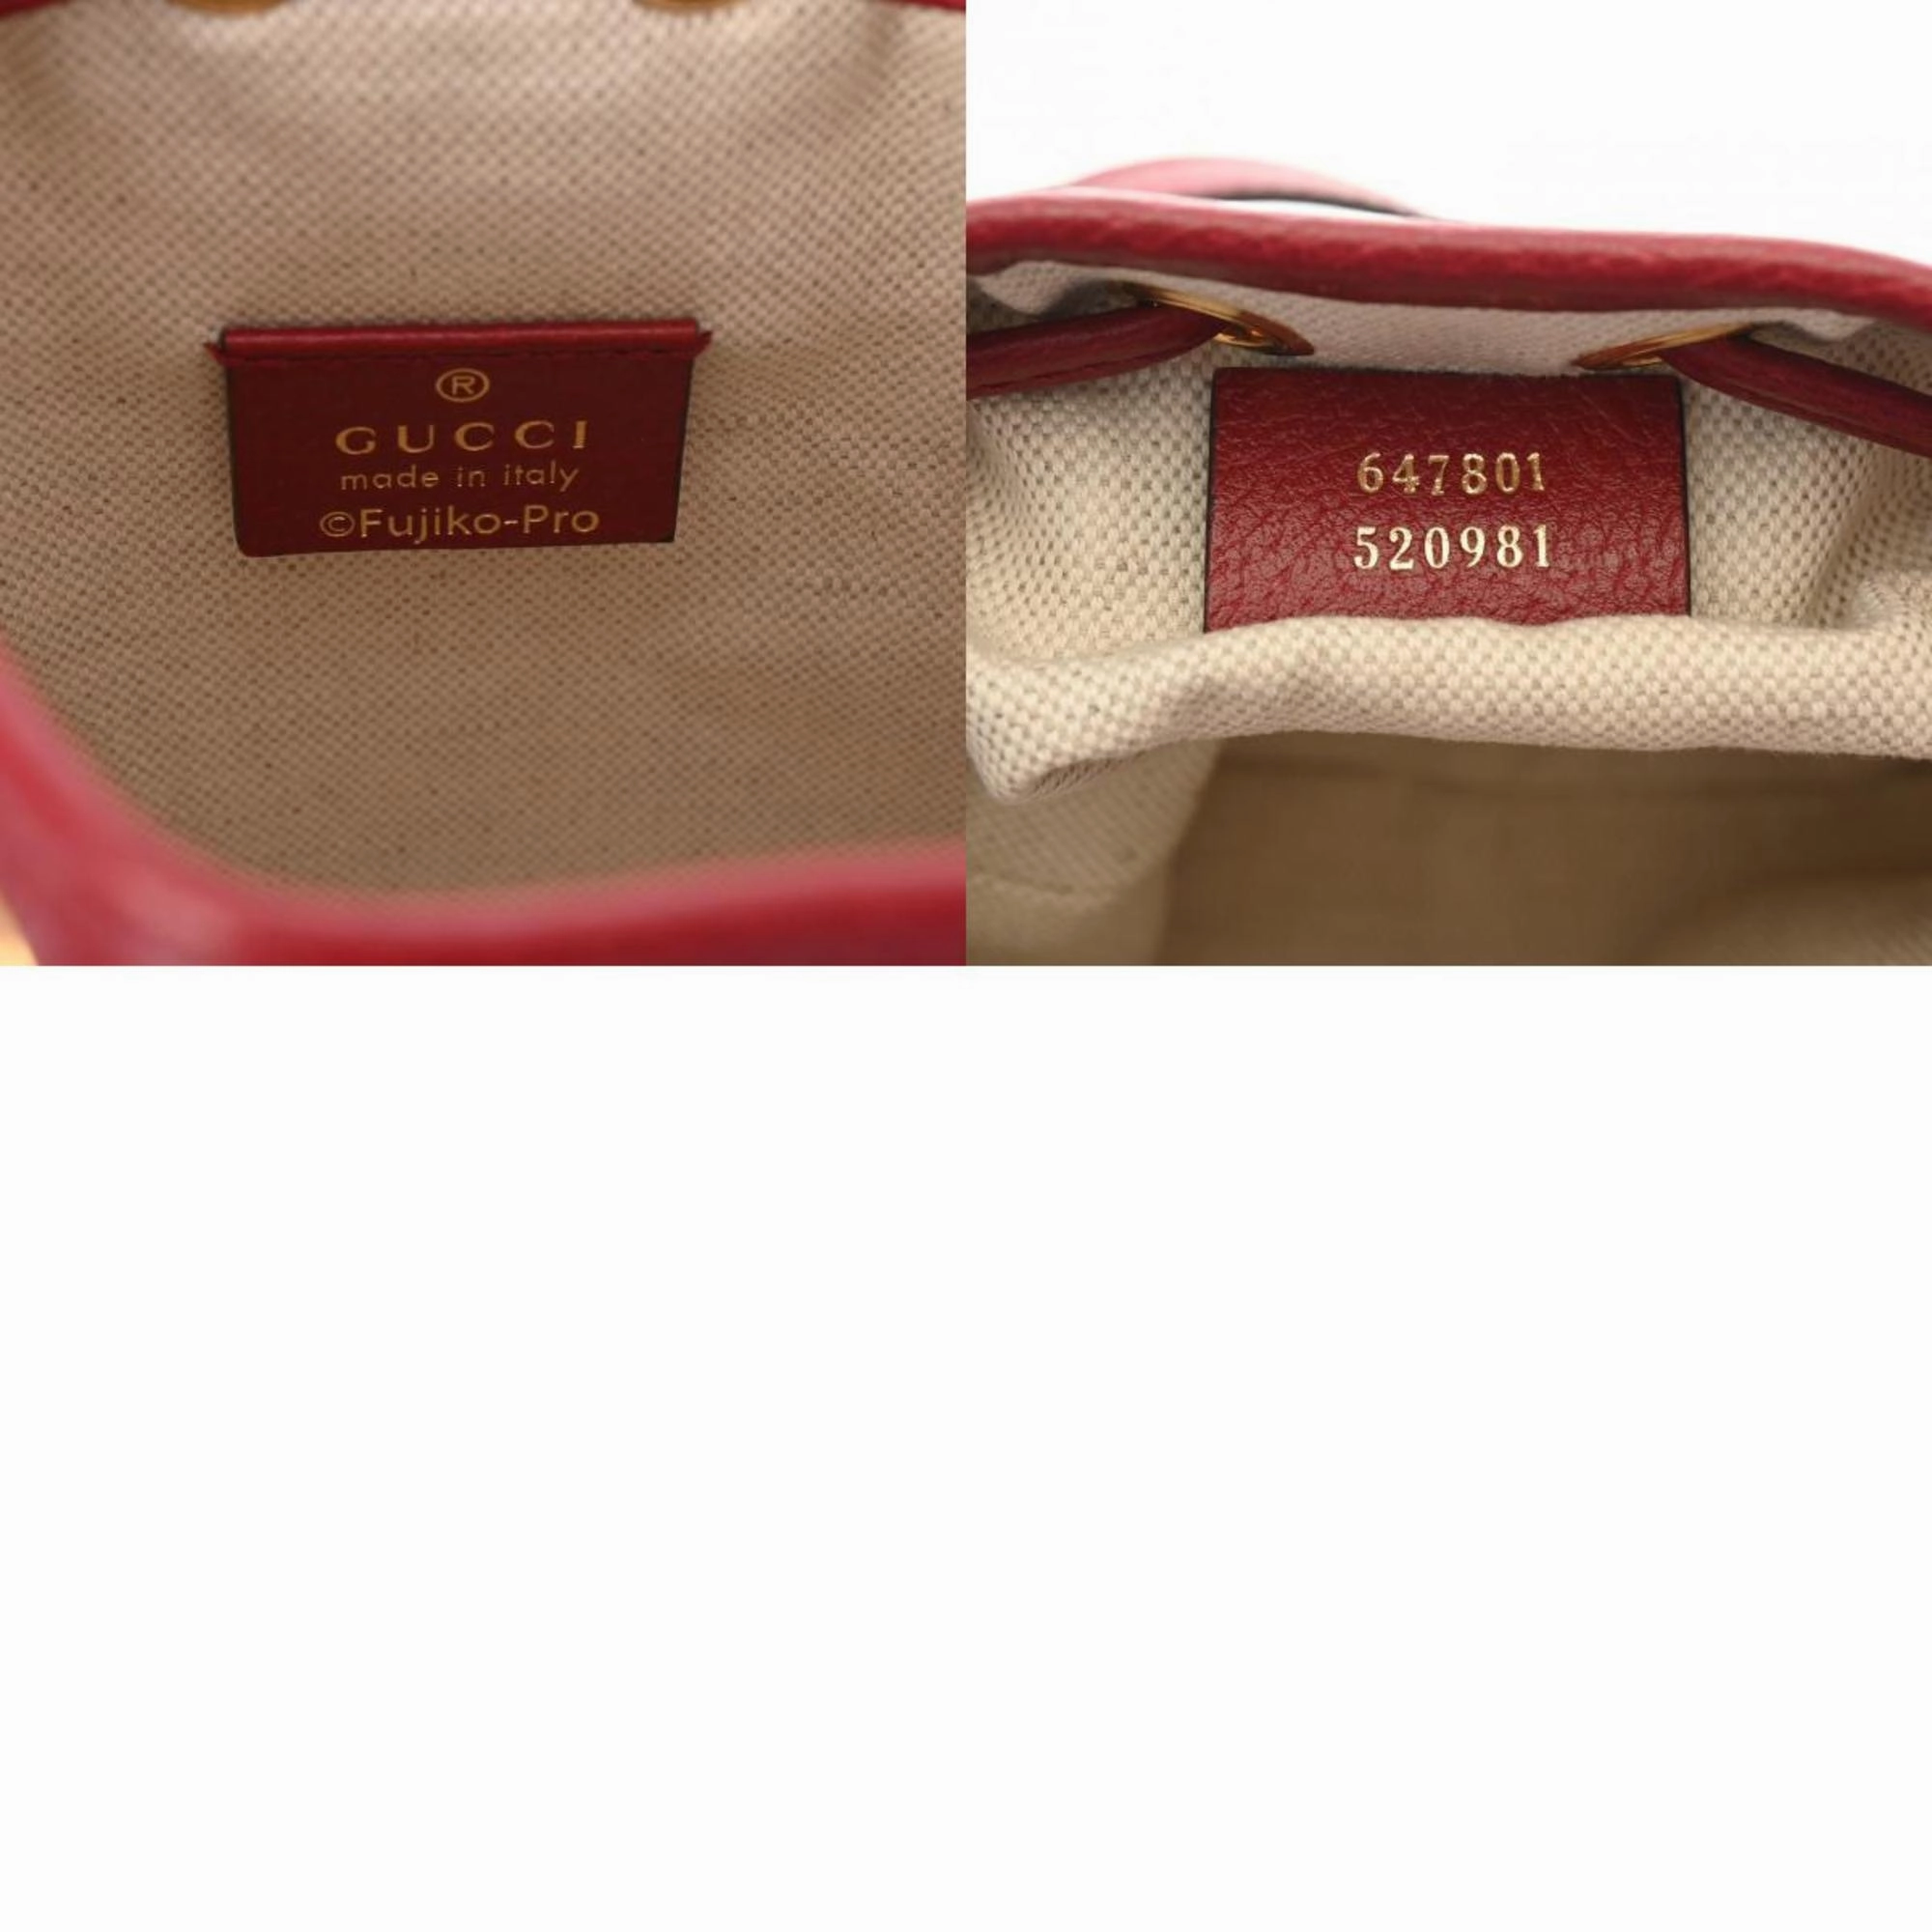 ®
GUCCI
made in italy
©Fujiko-Pro
647801
520981